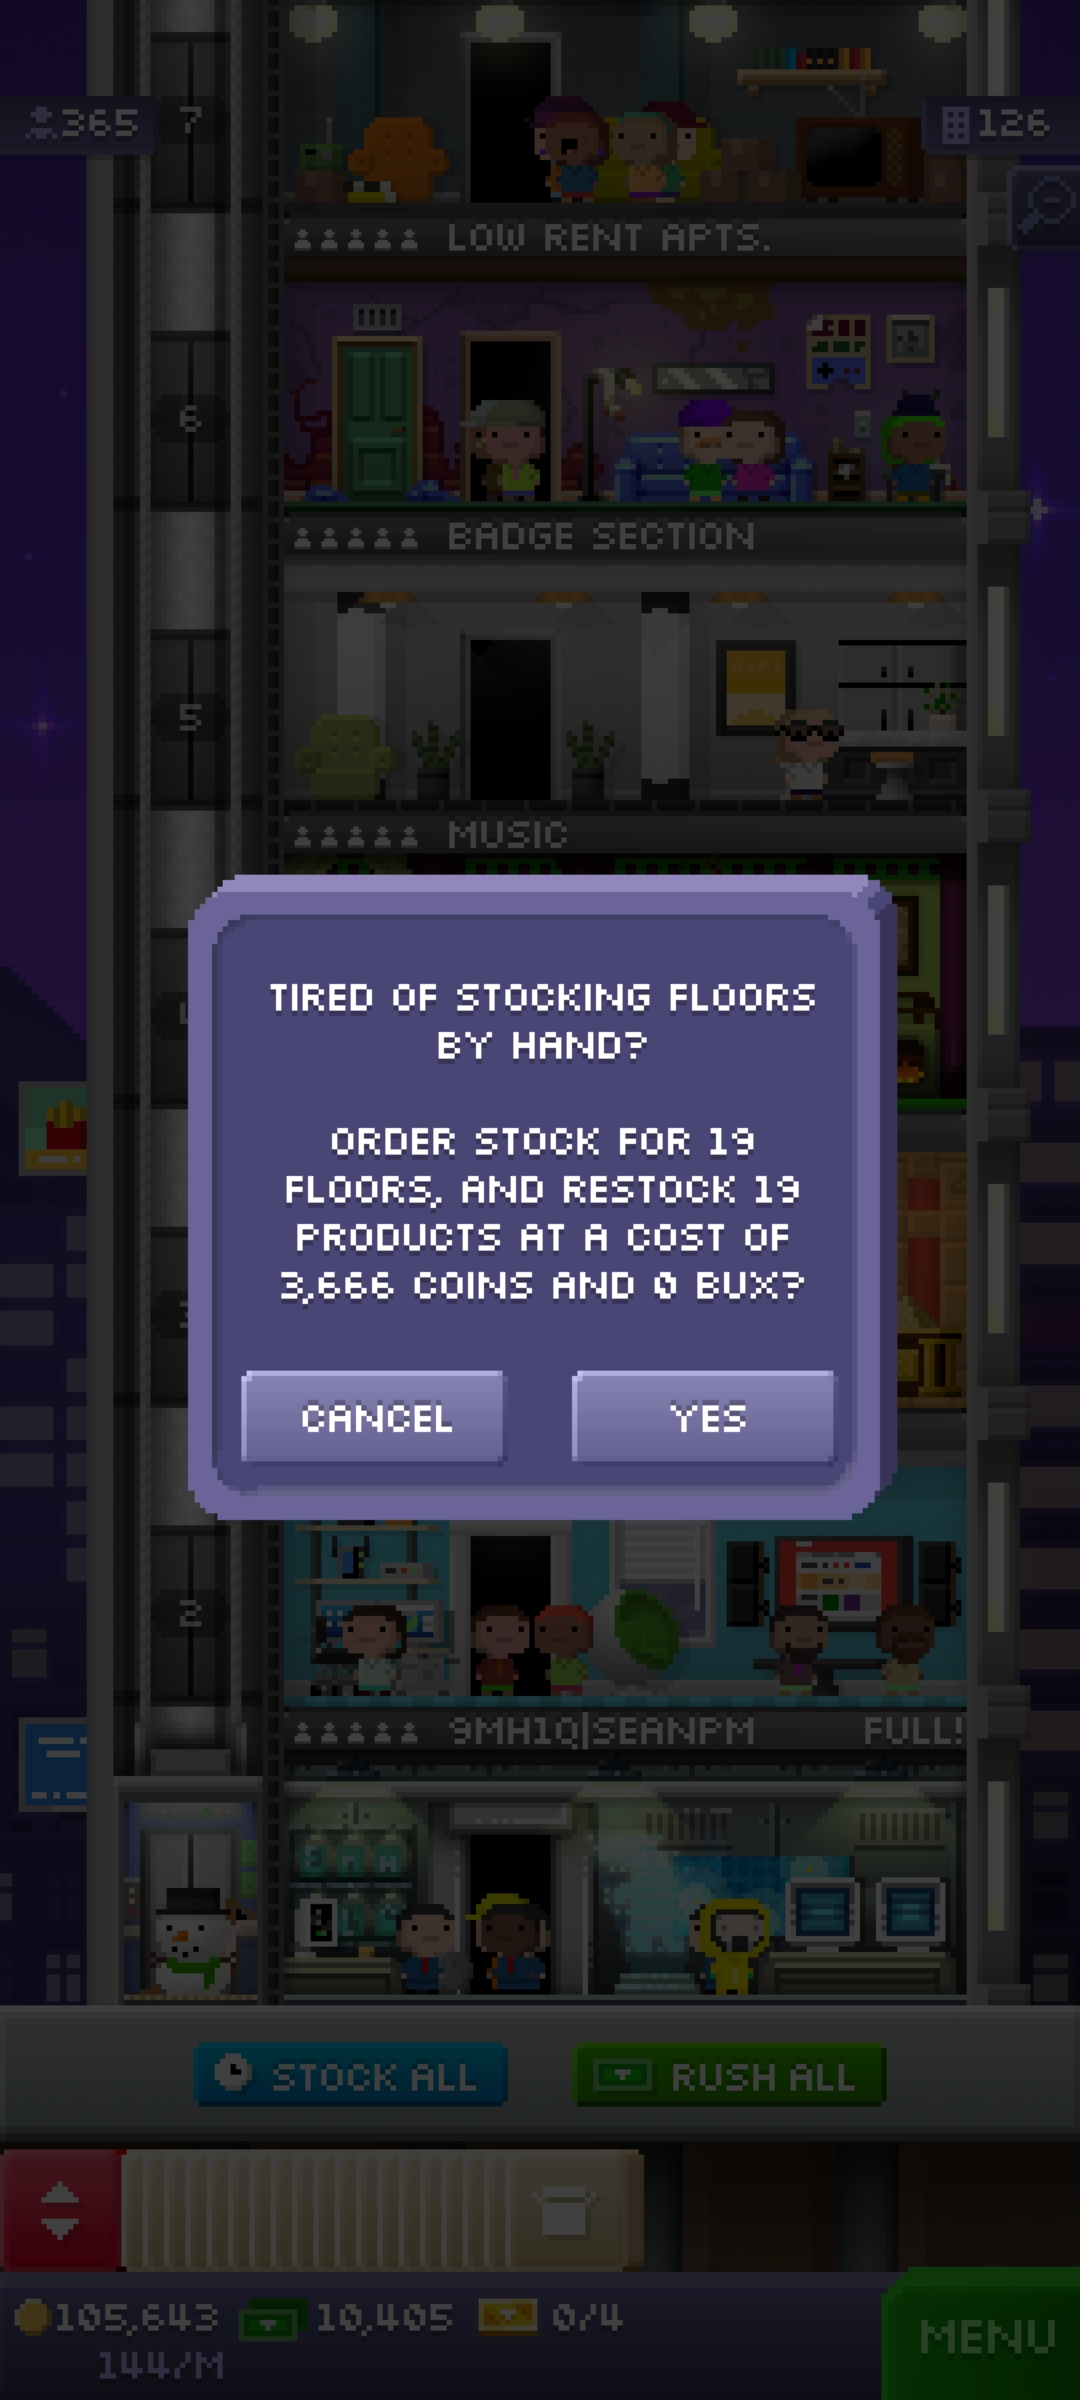 365
7
126
LOW RENT APTS.
6
BADGE SECTION
5
MUSIC
TIRED OF STOCKING FLOORS
BY HAND?
ORDER STOCK FOR 19
FLOORS, AND RESTOCK 19
PRODUCTS AT A COST OF
3,666 COINS AND 0 BUX?
CANCEL
YES
2
9MH1Q|SEANPM
FULL!
STOCK ALL
RUSH ALL
105,643
10,405
0/4
144/M
MENU